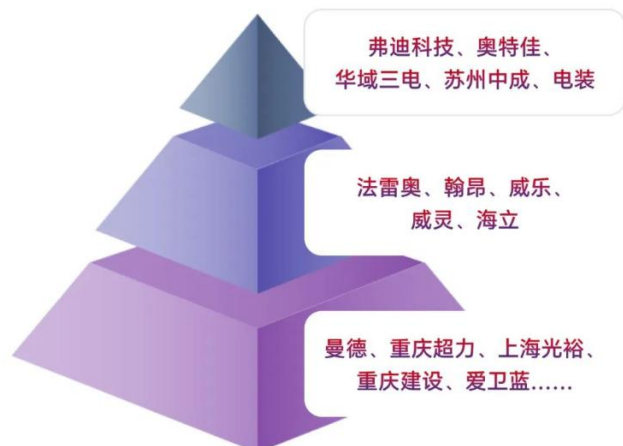 弗迪科技、奥特佳、
华域三电、苏州中成、电装
法雷奥、翰昂、威乐、
威灵、海立
曼德、重庆超力、上海光裕、
重庆建设、爱卫蓝……